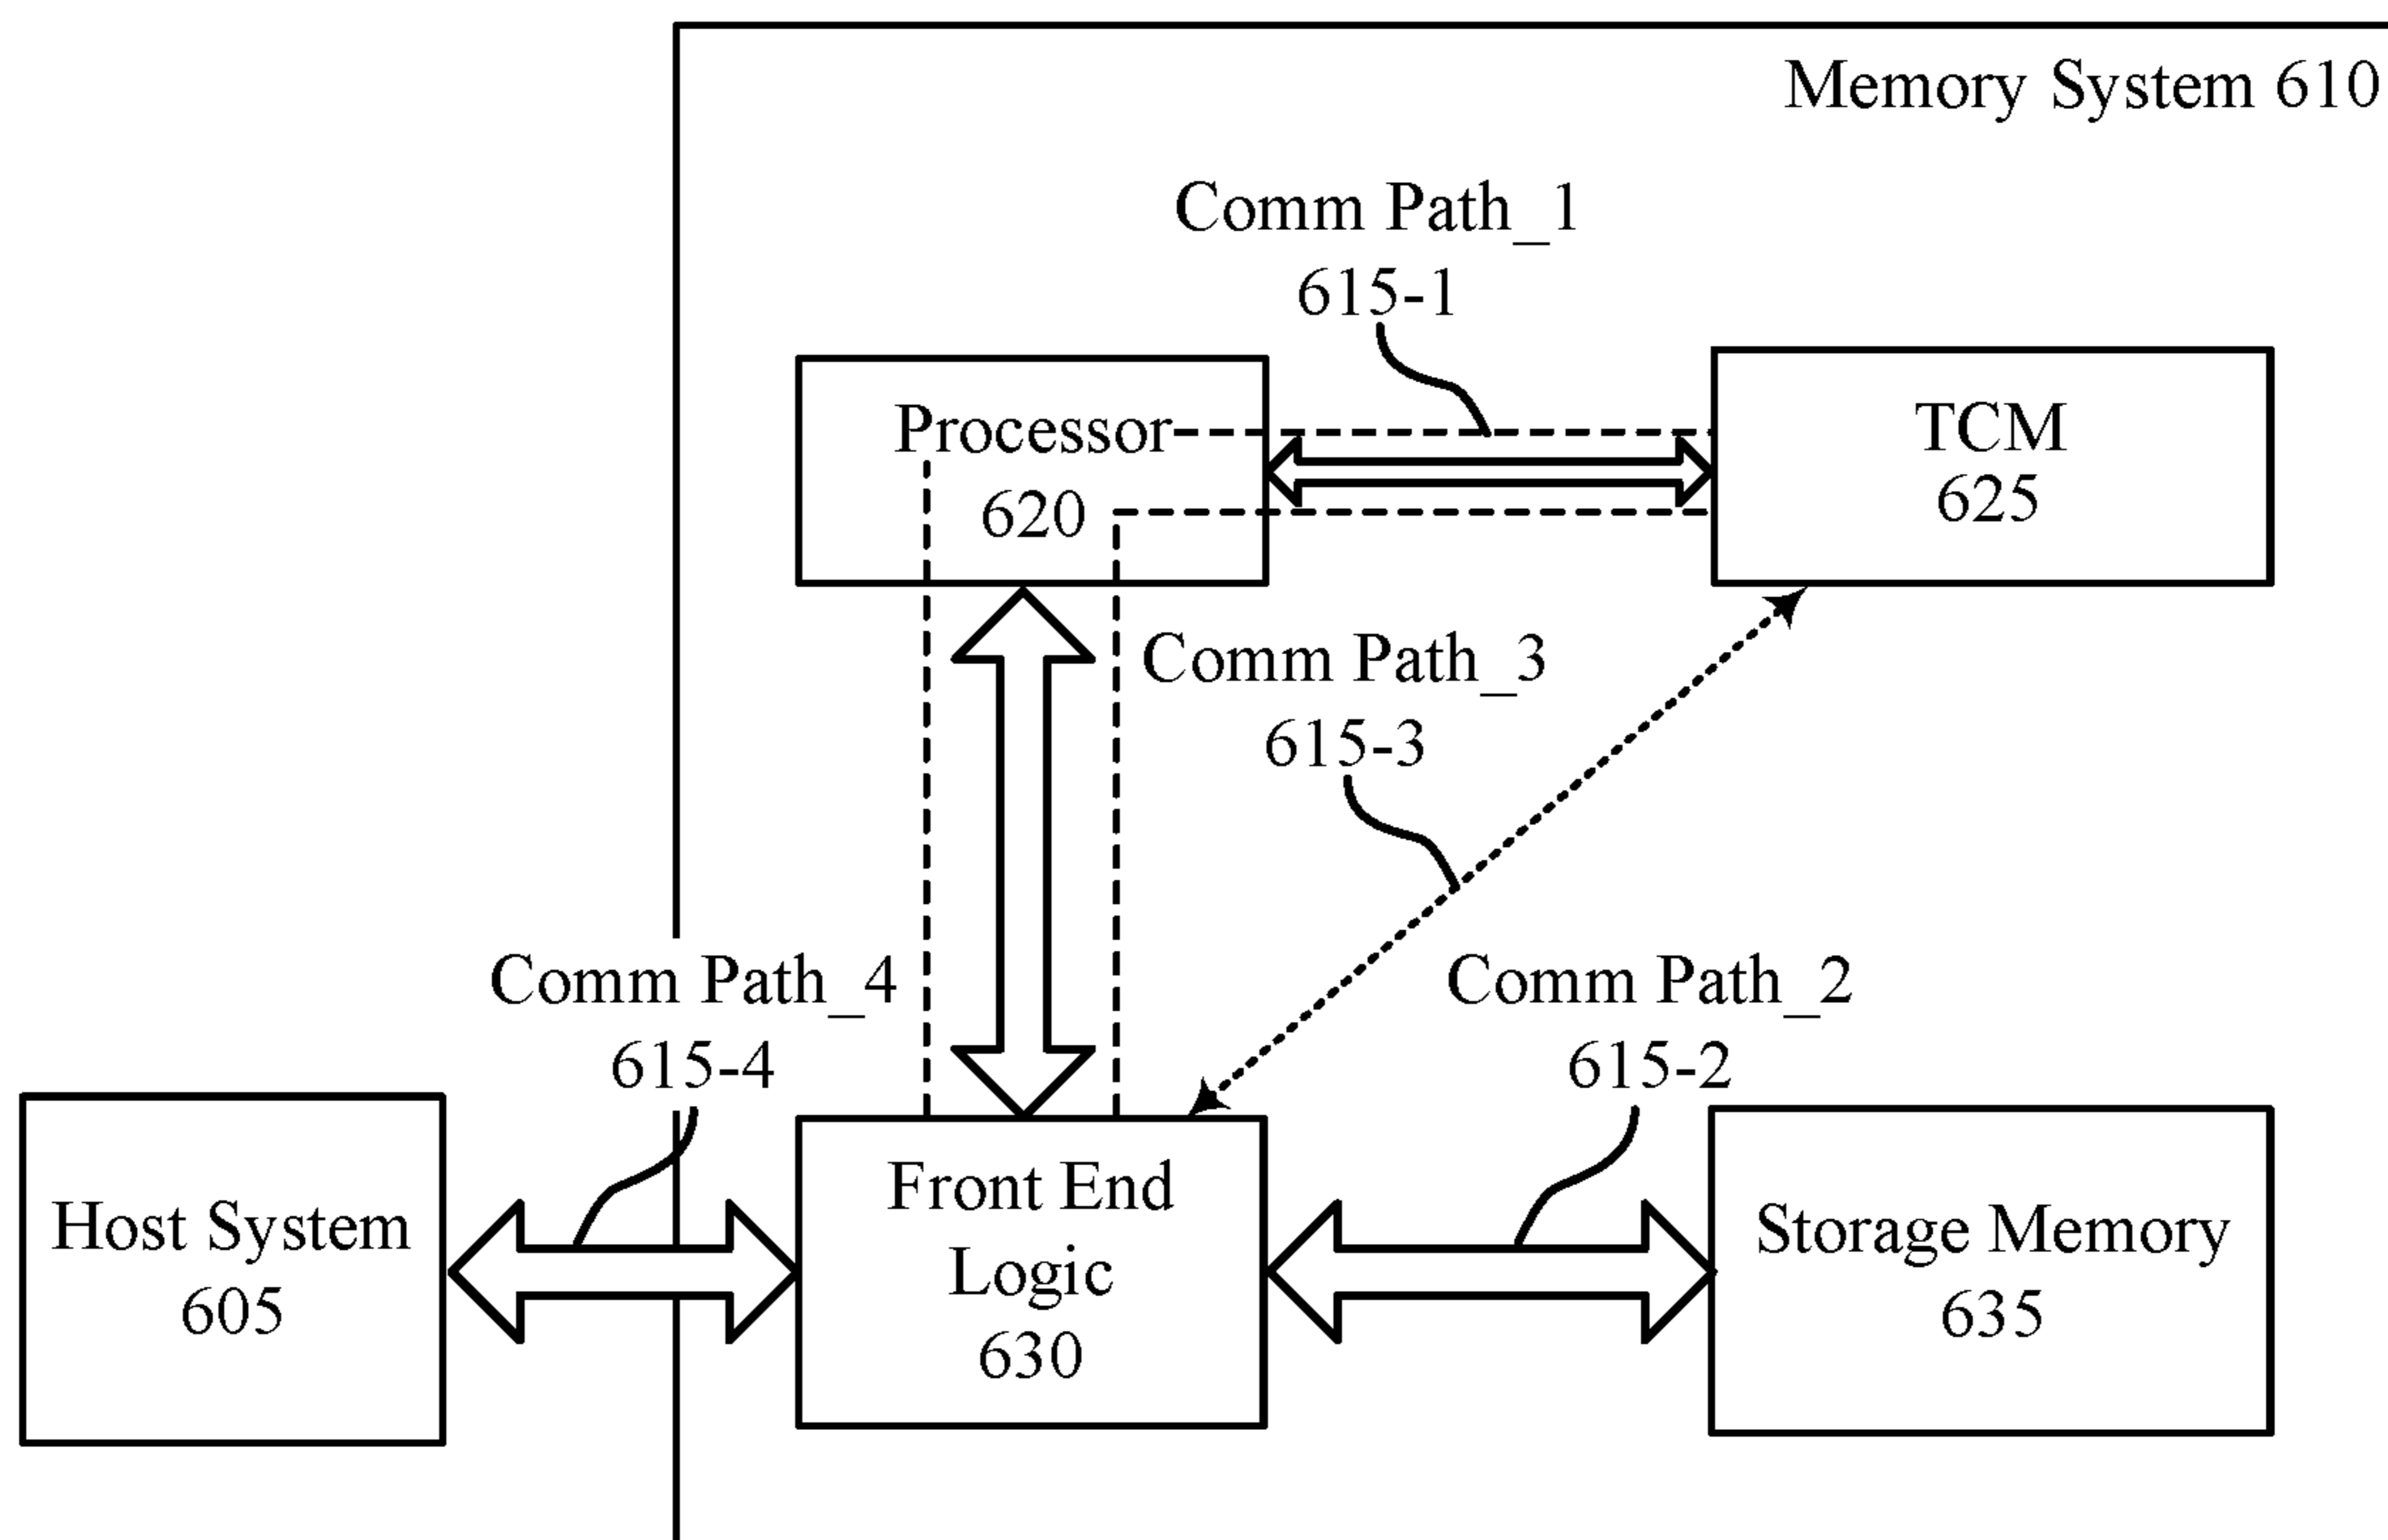 Memory System 610
Comm Path_1
615-1
Processor
620
TCM
625
Comm Path_3
615-3
Comm Path_4
615-4
Comm Path_2
615-2
Host System
605
Front End
Logic
630
Storage Memory
635